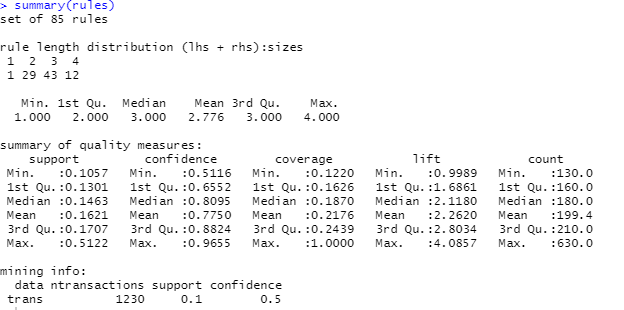 > summary(rules)
set of 85 rules
rule length distribution (lhs + rhs):sizes
1 2 3 4
1 29 43 12
Min. 1st Qu. Median Mean 3rd Qu. Max.
1.000 2.000 3.000 2.776 3.000 4.000
summary of quality measures:
support confidence coverage lift count
Min. :0.1057 Min. :0.5116 Min. :0.1220 Min. :0.9989 Min. :130.0
1st Qu.:0.1301 1st Qu.:0.6552 1st Qu.:0.1626 1st Qu.:1.6861 1st Qu.:160.0
Median :0.1463 Median :0.8095 Median :0.1870 Median :2.1180 Median :180.0
Mean :0.1621 Mean :0.7750 Mean :0.2176 Mean :2.2620 Mean :199.4
3rd Qu.:0.1707 3rd Qu.:0.8824 3rd Qu.:0.2439 3rd Qu.:2.8034 3rd Qu.:210.0
Max. :0.5122 Max. :0.9655 Max. :1.0000 Max. :4.0857 Max. :630.0
mining info:
data ntransactions support confidence
trans 1230 0.1 0.5